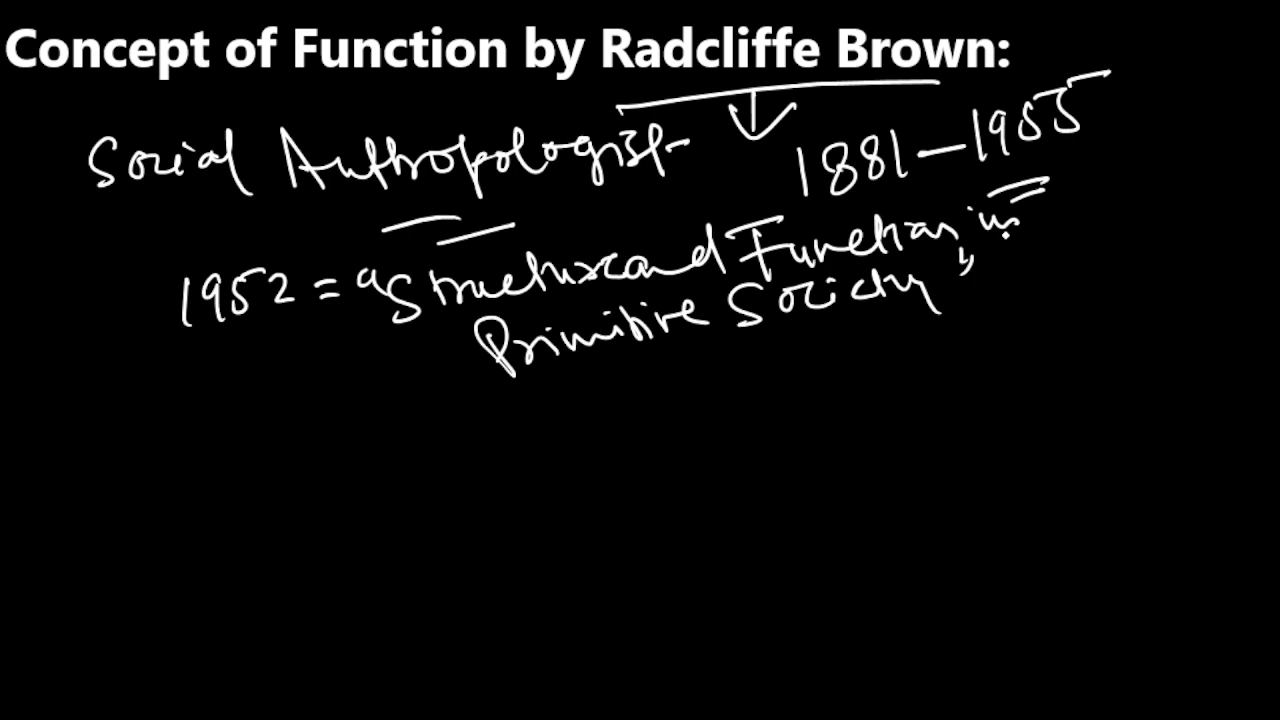 Concept of Function by Radcliffe Brown:
Social Anthropologist 1881-1955
1952 = "Structure and Function" in
Primitive Society